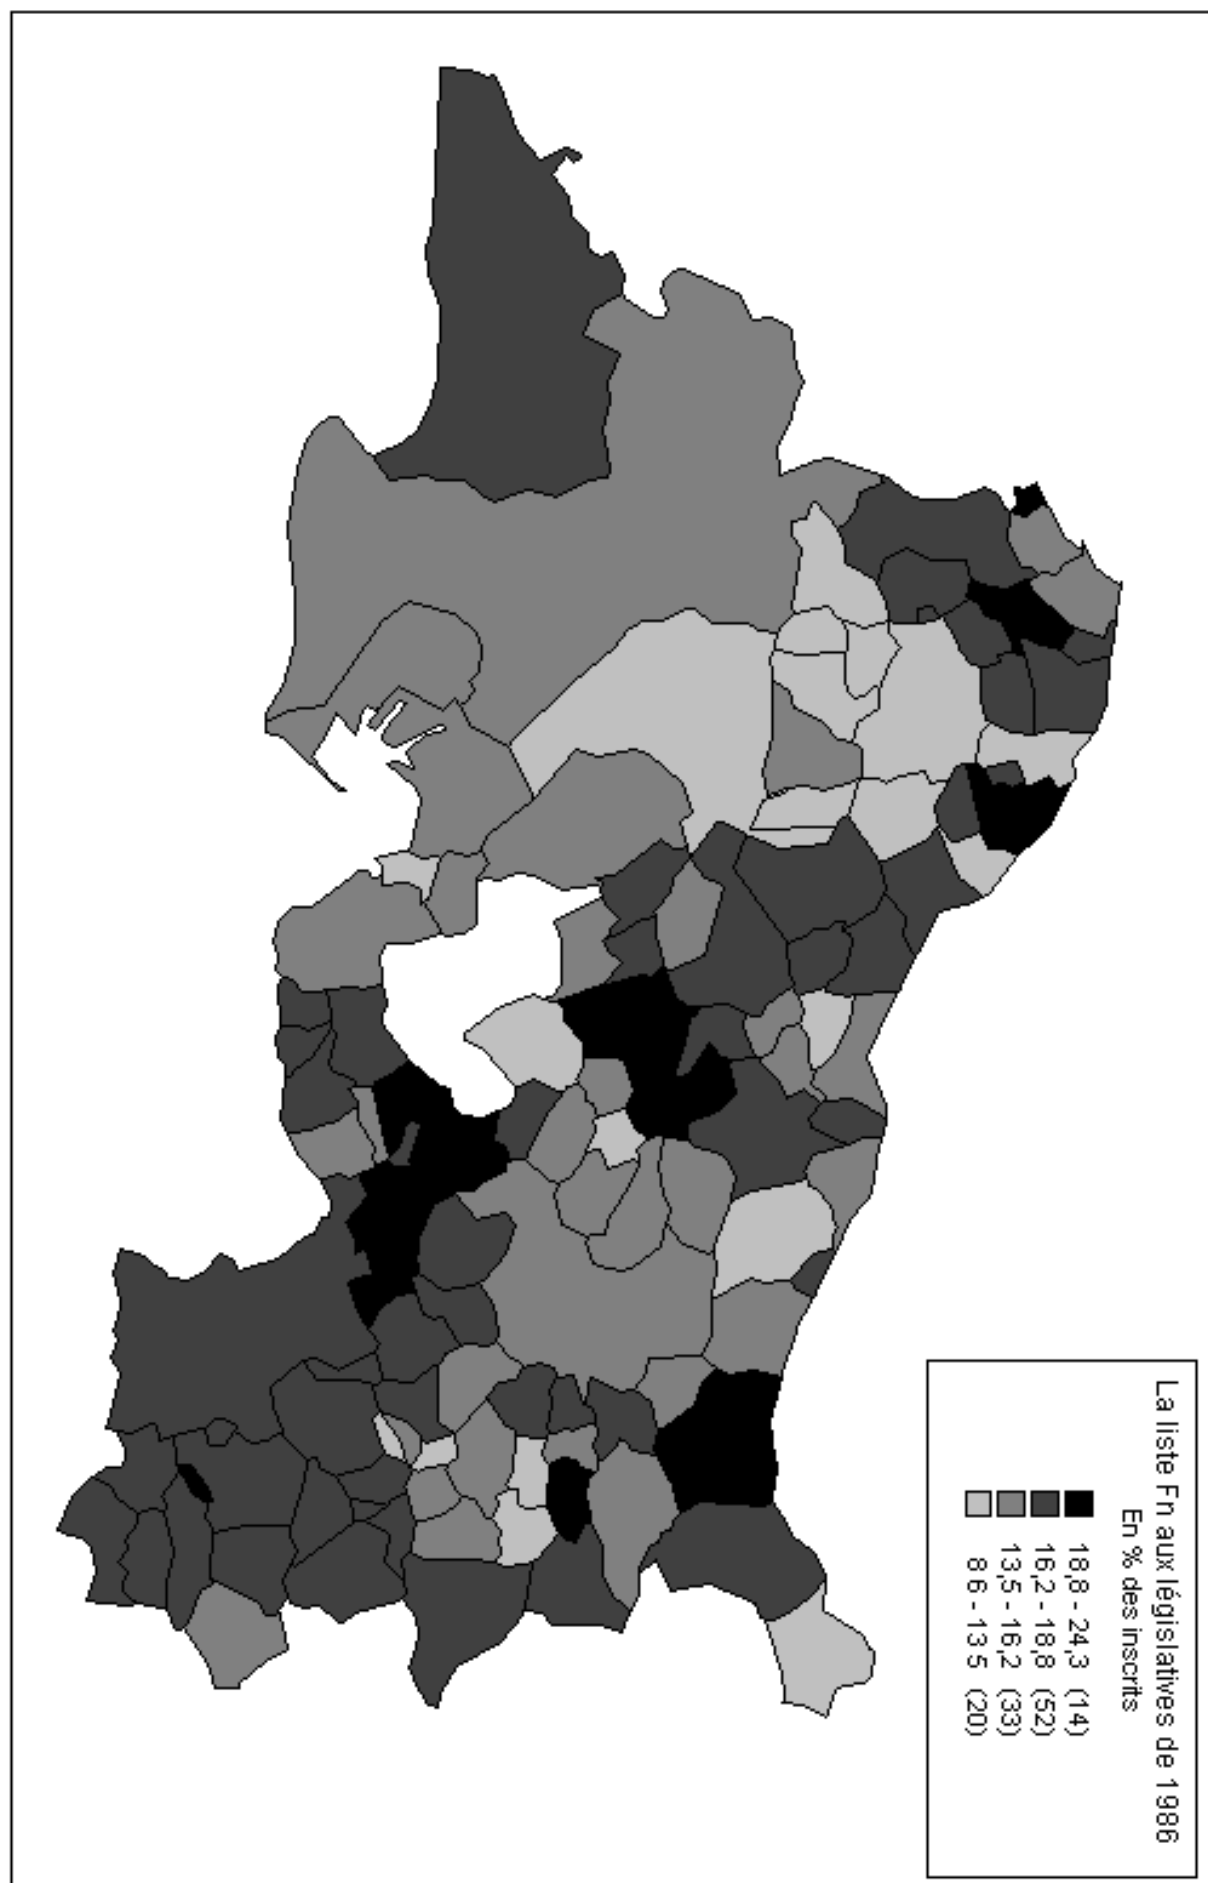 La liste Fn aux législatives de 1986
En % des inscrits
18,8 - 24,3 (14)
16,2 - 18,8 (52)
13,5 - 16,2 (33)
8 6 - 13 5 (20)